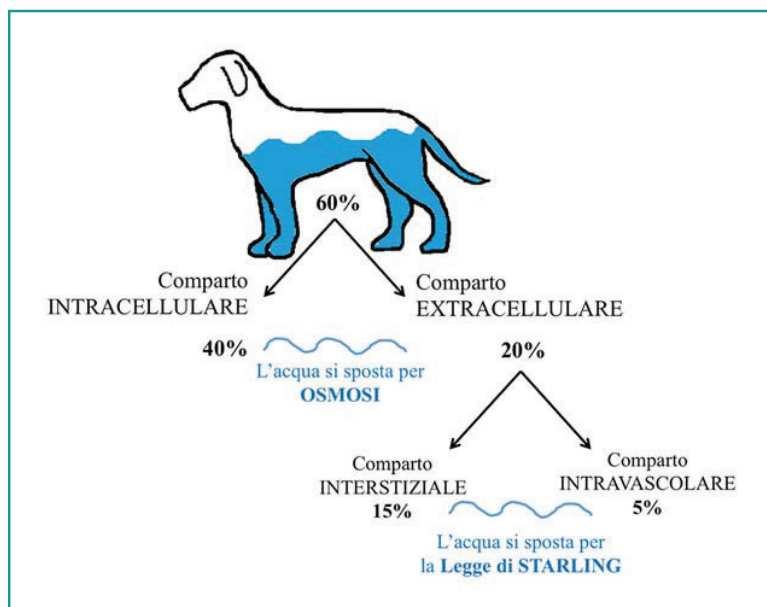 60%
Comparto
INTRACELLULARE
40%
Comparto
EXTRACELLULARE
20%
L'acqua si sposta per
OSMOSI
Comparto
INTERSTIZIALE
15%
Comparto
INTRAVASCOLARE
5%
L'acqua si sposta per
la Legge di STARLING